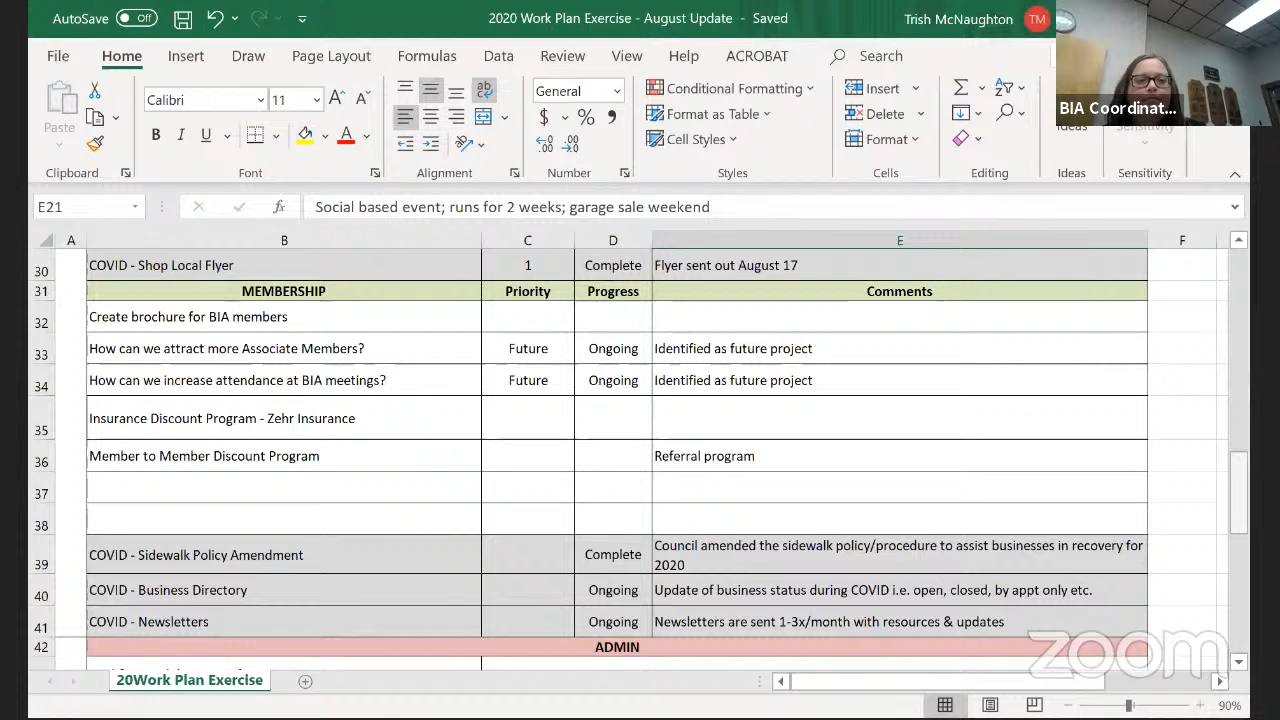 AutoSave Off 2020 Work Plan Exercise - August Update - Saved Trish McNaughton TM
File Home Insert Draw Page Layout Formulas Data Review View Help ACROBAT Search
Paste
Calibri 11
B I U
ab
General
$ % ,
Conditional Formatting
Format as Table
Cell Styles
Insert
Delete
Format
Ideas
Sensitivity
BIA Coordinat...
Clipboard Font Alignment Number Styles Cells Editing Ideas Sensitivity
E21 fx Social based event; runs for 2 weeks; garage sale weekend
A B C D E F
30 COVID - Shop Local Flyer 1 Complete Flyer sent out August 17
31 MEMBERSHIP Priority Progress Comments
32 Create brochure for BIA members
33 How can we attract more Associate Members? Future Ongoing Identified as future project
34 How can we increase attendance at BIA meetings? Future Ongoing Identified as future project
35 Insurance Discount Program - Zehr Insurance
36 Member to Member Discount Program Referral program
37
38
39 COVID - Sidewalk Policy Amendment Complete Council amended the sidewalk policy/procedure to assist businesses in recovery for
2020
40 COVID - Business Directory Ongoing Update of business status during COVID i.e. open, closed, by appt only etc.
41 COVID - Newsletters Ongoing Newsletters are sent 1-3x/month with resources & updates
42 ADMIN
zoom
20Work Plan Exercise
90%